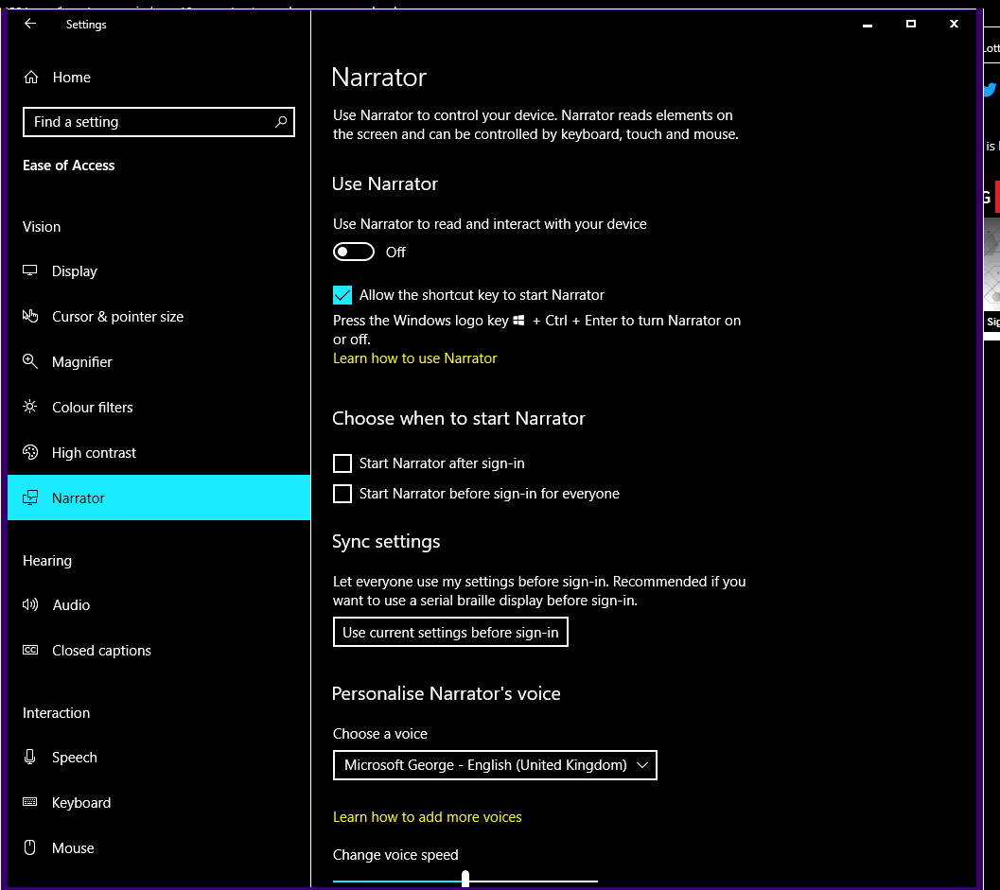 Settings
Home
Find a setting
Ease of Access
Vision
Display
Cursor & pointer size
Magnifier
Colour filters
High contrast
Narrator
Hearing
Audio
Closed captions
Interaction
Speech
Keyboard
Mouse
Narrator
Use Narrator to control your device. Narrator reads elements on
the screen and can be controlled by keyboard, touch and mouse.
Use Narrator
Use Narrator to read and interact with your device
Off
Allow the shortcut key to start Narrator
Press the Windows logo key + Ctrl + Enter to turn Narrator on
or off.
Learn how to use Narrator
Choose when to start Narrator
Start Narrator after sign-in
Start Narrator before sign-in for everyone
Sync settings
Let everyone use my settings before sign-in. Recommended if you
want to use a serial braille display before sign-in.
Use current settings before sign-in
Personalise Narrator's voice
Choose a voice
Microsoft George - English (United Kingdom)
Learn how to add more voices
Change voice speed
is